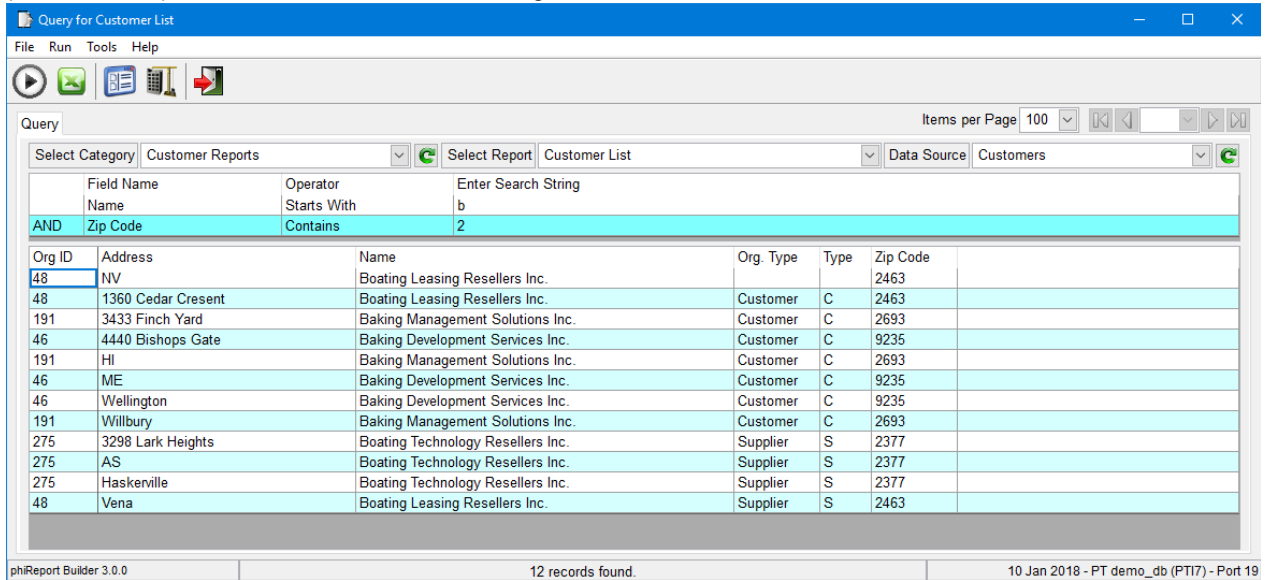 Query for Customer List
File Run Tools Help
Items per Page 100
Query
Select Category Customer Reports Select Report Customer List Data Source Customers
Field Name Operator Enter Search String
Name Starts With b
AND Zip Code Contains 2
Org ID Address Name Org. Type Type Zip Code
48 NV Boating Leasing Resellers Inc. 2463
48 1360 Cedar Cresent Boating Leasing Resellers Inc. Customer C 2463
191 3433 Finch Yard Baking Management Solutions Inc. Customer C 2693
46 4440 Bishops Gate Baking Development Services Inc. Customer C 9235
191 HI Baking Management Solutions Inc. Customer C 2693
46 ME Baking Development Services Inc. Customer C 9235
46 Wellington Baking Development Services Inc. Customer C 9235
191 Willbury Baking Management Solutions Inc. Customer C 2693
275 3298 Lark Heights Boating Technology Resellers Inc. Supplier S 2377
275 AS Boating Technology Resellers Inc. Supplier S 2377
275 Haskerville Boating Technology Resellers Inc. Supplier S 2377
48 Vena Boating Leasing Resellers Inc. Supplier S 2463
phiReport Builder 3.0.0 12 records found. 10 Jan 2018 - PT demo_db (PTI7) - Port 19